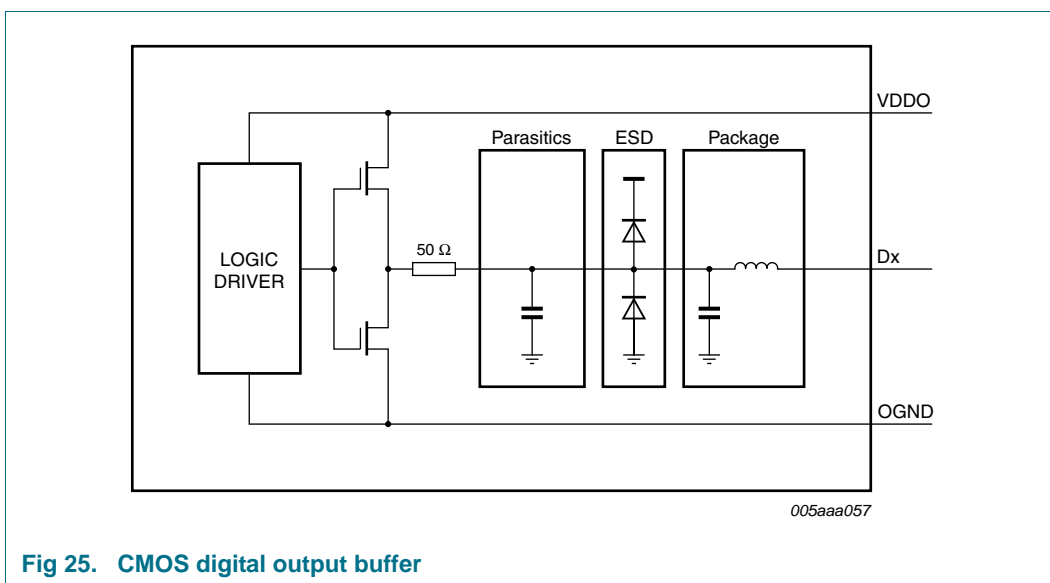 VDDO
Parasitics
ESD
Package
50 Ω
LOGIC
DRIVER
Dx
OGND
005aaa057
Fig 25. CMOS digital output buffer